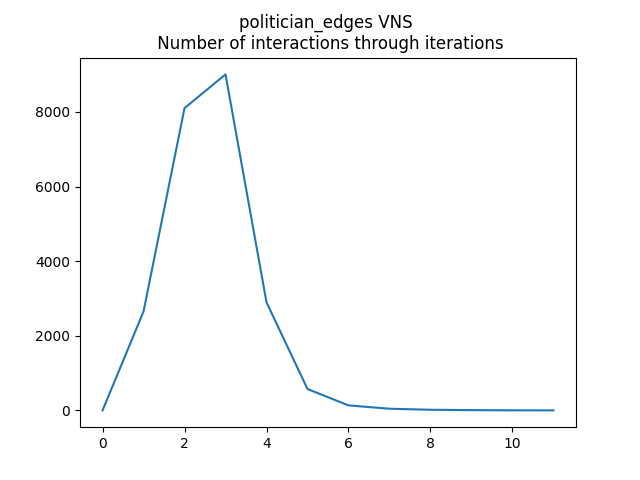 politician_edges VNS
Number of interactions through iterations
8000
6000
4000
2000
0
0 2 4 6 8 10